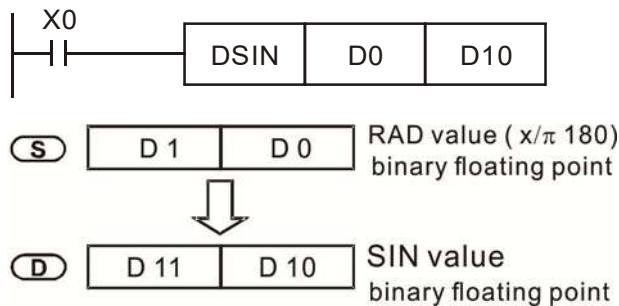 X0
DSIN D0 D10
S D 1 D 0 RAD value ( x/π 180)
binary floating point
D D 11 D 10 SIN value
binary floating point